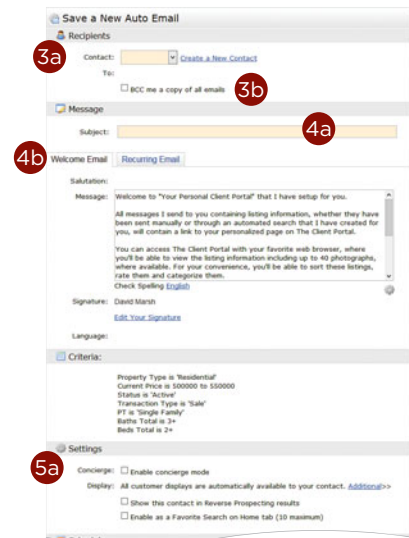 Save a New Auto Email
Recipients
3a
Contact: Create a New Contact
To:
BCC me a copy of all emails 3b
Message
4a
Subject:
4b Welcome Email Recurring Email
Salutation:
Message: Welcome to "Your Personal Client Portal" that I have setup for you.
All messages I send to you containing listing information, whether they have
been sent manually or through an automated search that I have created for
you, will contain a link to your personalized page on The Client Portal.
You can access The Client Portal with your favorite web browser, where
you'll be able to view the listing information including up to 40 photographs,
where available. For your convenience, you'll be able to sort these listings,
rate them and categorize them.
Check Spelling English
Signature: David Marsh
Edit Your Signature
Language:
Criteria:
Property Type is 'Residential'
Current Price is 500000 to 550000
Status is 'Active'
Transaction Type is 'Sale'
PT is 'Single Family'
Baths Total is 3+
Beds Total is 2+
Settings
5a
Concierge: Enable concierge mode
Display: All customer displays are automatically available to your contact. Additional>>
Show this contact in Reverse Prospecting results
Enable as a Favorite Search on Home tab (10 maximum)